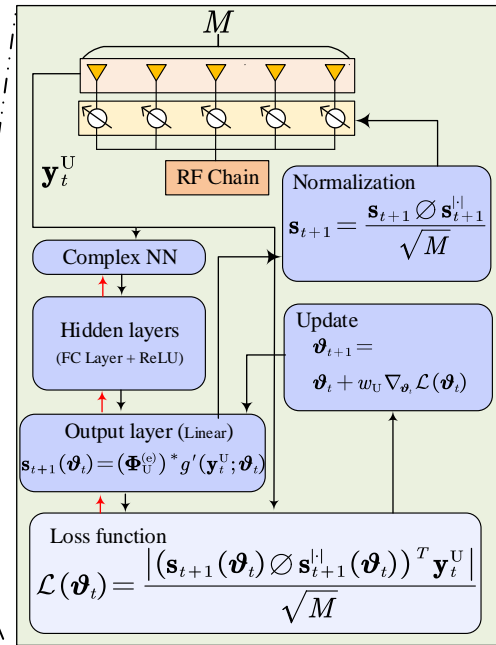 M
RF Chain
𝐲_t^U
Normalization
𝐬_{t+1} = (𝐬_{t+1} ∅ 𝐬_{t+1}^{|·|}) / √M
Complex NN
Hidden layers
(FC Layer + ReLU)
Update
𝝑_{t+1} =
𝝑_t + w_U ∇_{𝝑_t} ℒ(𝝑_t)
Output layer (Linear)
𝐬_{t+1}(𝝑_t) = (𝚽_U^{(e)})^* g′(𝐲_t^U; 𝝑_t)
Loss function
ℒ(𝝑_t) = |(𝐬_{t+1}(𝝑_t) ∅ 𝐬_{t+1}^{|·|}(𝝑_t))^T 𝐲_t^U| / √M